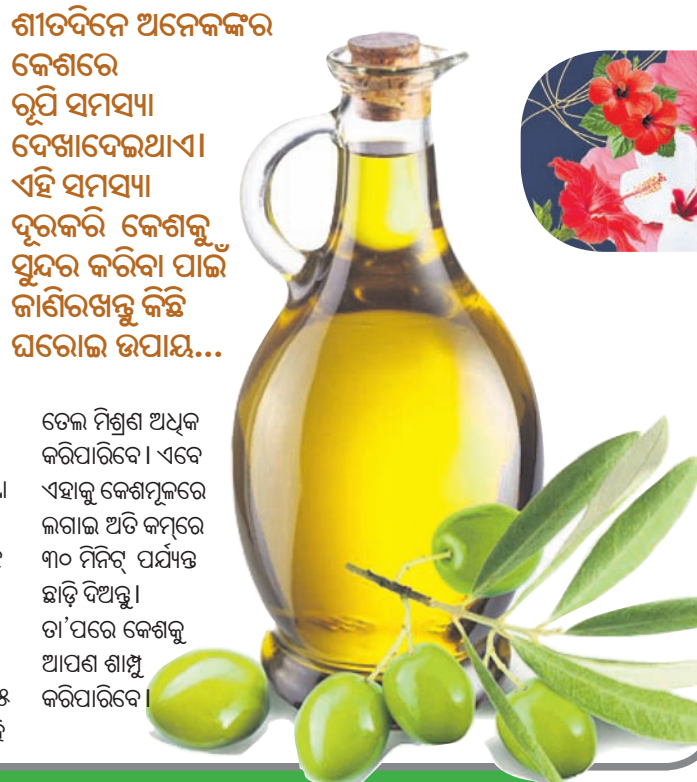 ଶୀତଦିନେ ଅନେକଙ୍କର
କେଶରେ
ରୂପି ସମସ୍ୟା
ଦେଖାଦେଇଥାଏ।
ଏହି ସମସ୍ୟା
ଦୂରକରି କେଶକୁ
ସୁନ୍ଦର କରିବା ପାଇଁ
ଜାଣିରଖନ୍ତୁ କିଛି
ଘରୋଇ ଉପାୟ...
ତେଲ ମିଶ୍ରଣ ଅଧିକ
କରିପାରିବେ। ଏବେ
ଏହାକୁ କେଶମୂଳରେ
ଲଗାଇ ଅତି କମ୍‌ରେ
୩୦ ମିନିଟ୍ ପର୍ଯ୍ୟନ୍ତ
ଛାଡ଼ି ଦିଅନ୍ତୁ।
ତା'ପରେ କେଶକୁ
ଆପଣ ଶାମ୍ପୁ
କରିପାରିବେ।